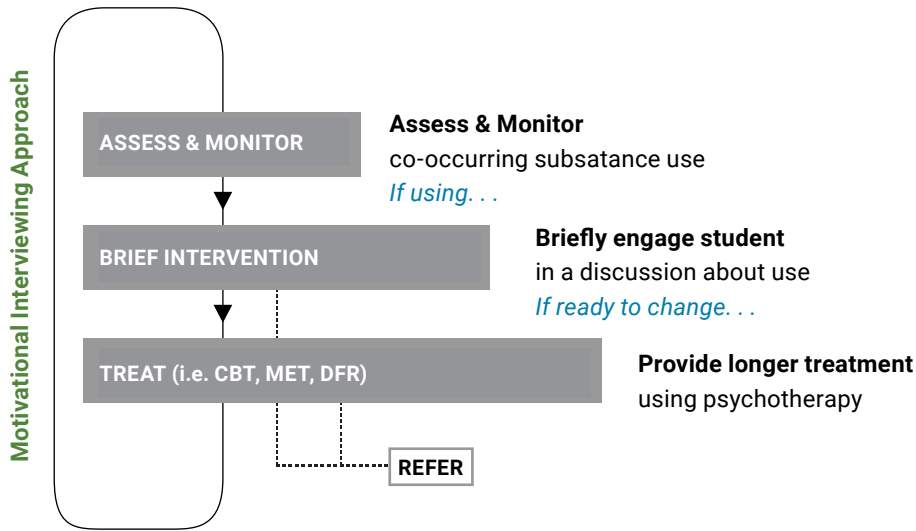 Motivational Interviewing Approach
ASSESS & MONITOR
Assess & Monitor
co-occurring subsatance use
If using. . .
BRIEF INTERVENTION
Briefly engage student
in a discussion about use
If ready to change. . .
TREAT (i.e. CBT, MET, DFR)
Provide longer treatment
using psychotherapy
REFER